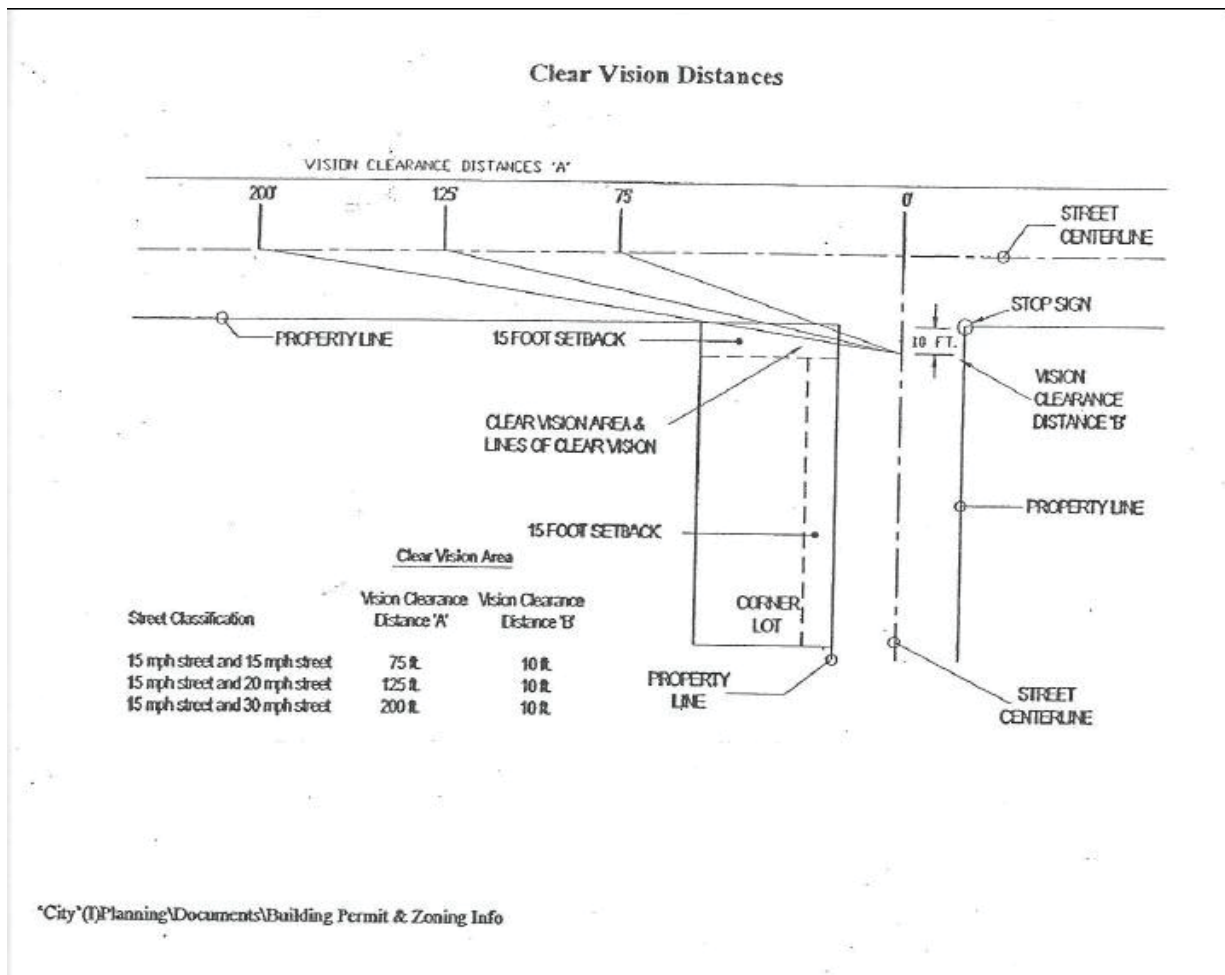 Clear Vision Distances
VISION CLEARANCE DISTANCES 'A'
200'
125'
75'
0'
STREET
CENTERLINE
STOP SIGN
PROPERTY LINE
15 FOOT SETBACK
10 FT.
VISION
CLEARANCE
DISTANCE 'B'
CLEAR VISION AREA &
LINES OF CLEAR VISION
PROPERTY LINE
15 FOOT SETBACK
Clear Vision Area
Street Classification
Vision Clearance
Distance 'A'
Vision Clearance
Distance 'B'
15 mph street and 15 mph street 75 ft. 10 ft.
15 mph street and 20 mph street 125 ft. 10 ft.
15 mph street and 30 mph street 200 ft. 10 ft.
CORNER
LOT
PROPERTY
LINE
STREET
CENTERLINE
"City"(I)Planning\Documents\Building Permit & Zoning Info